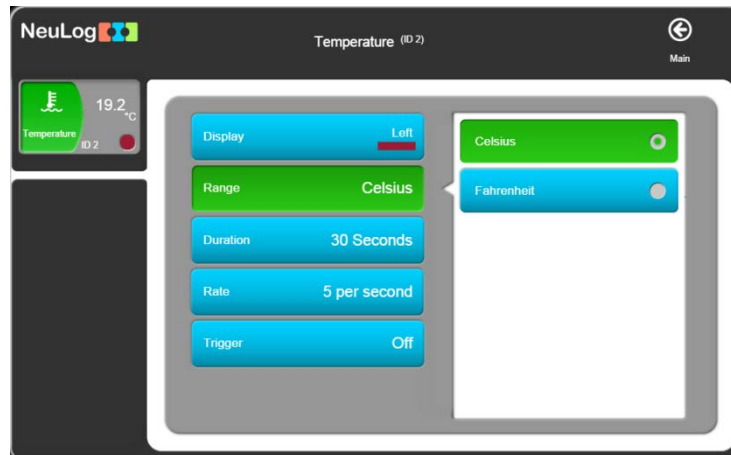 NeuLog
Temperature (ID 2)
Main
19.2 °C
Temperature
ID 2
Display Left
Range Celsius
Duration 30 Seconds
Rate 5 per second
Trigger Off
Celsius
Fahrenheit